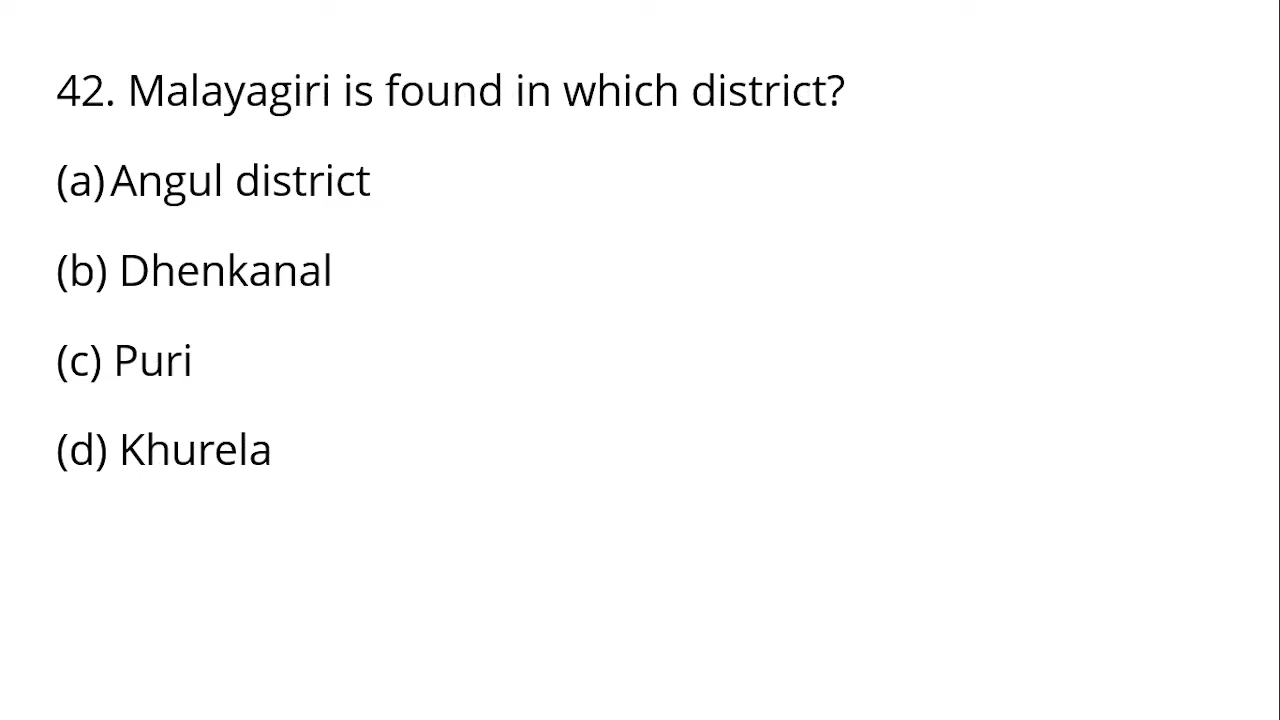 42. Malayagiri is found in which district?
(a) Angul district
(b) Dhenkanal
(c) Puri
(d) Khurela